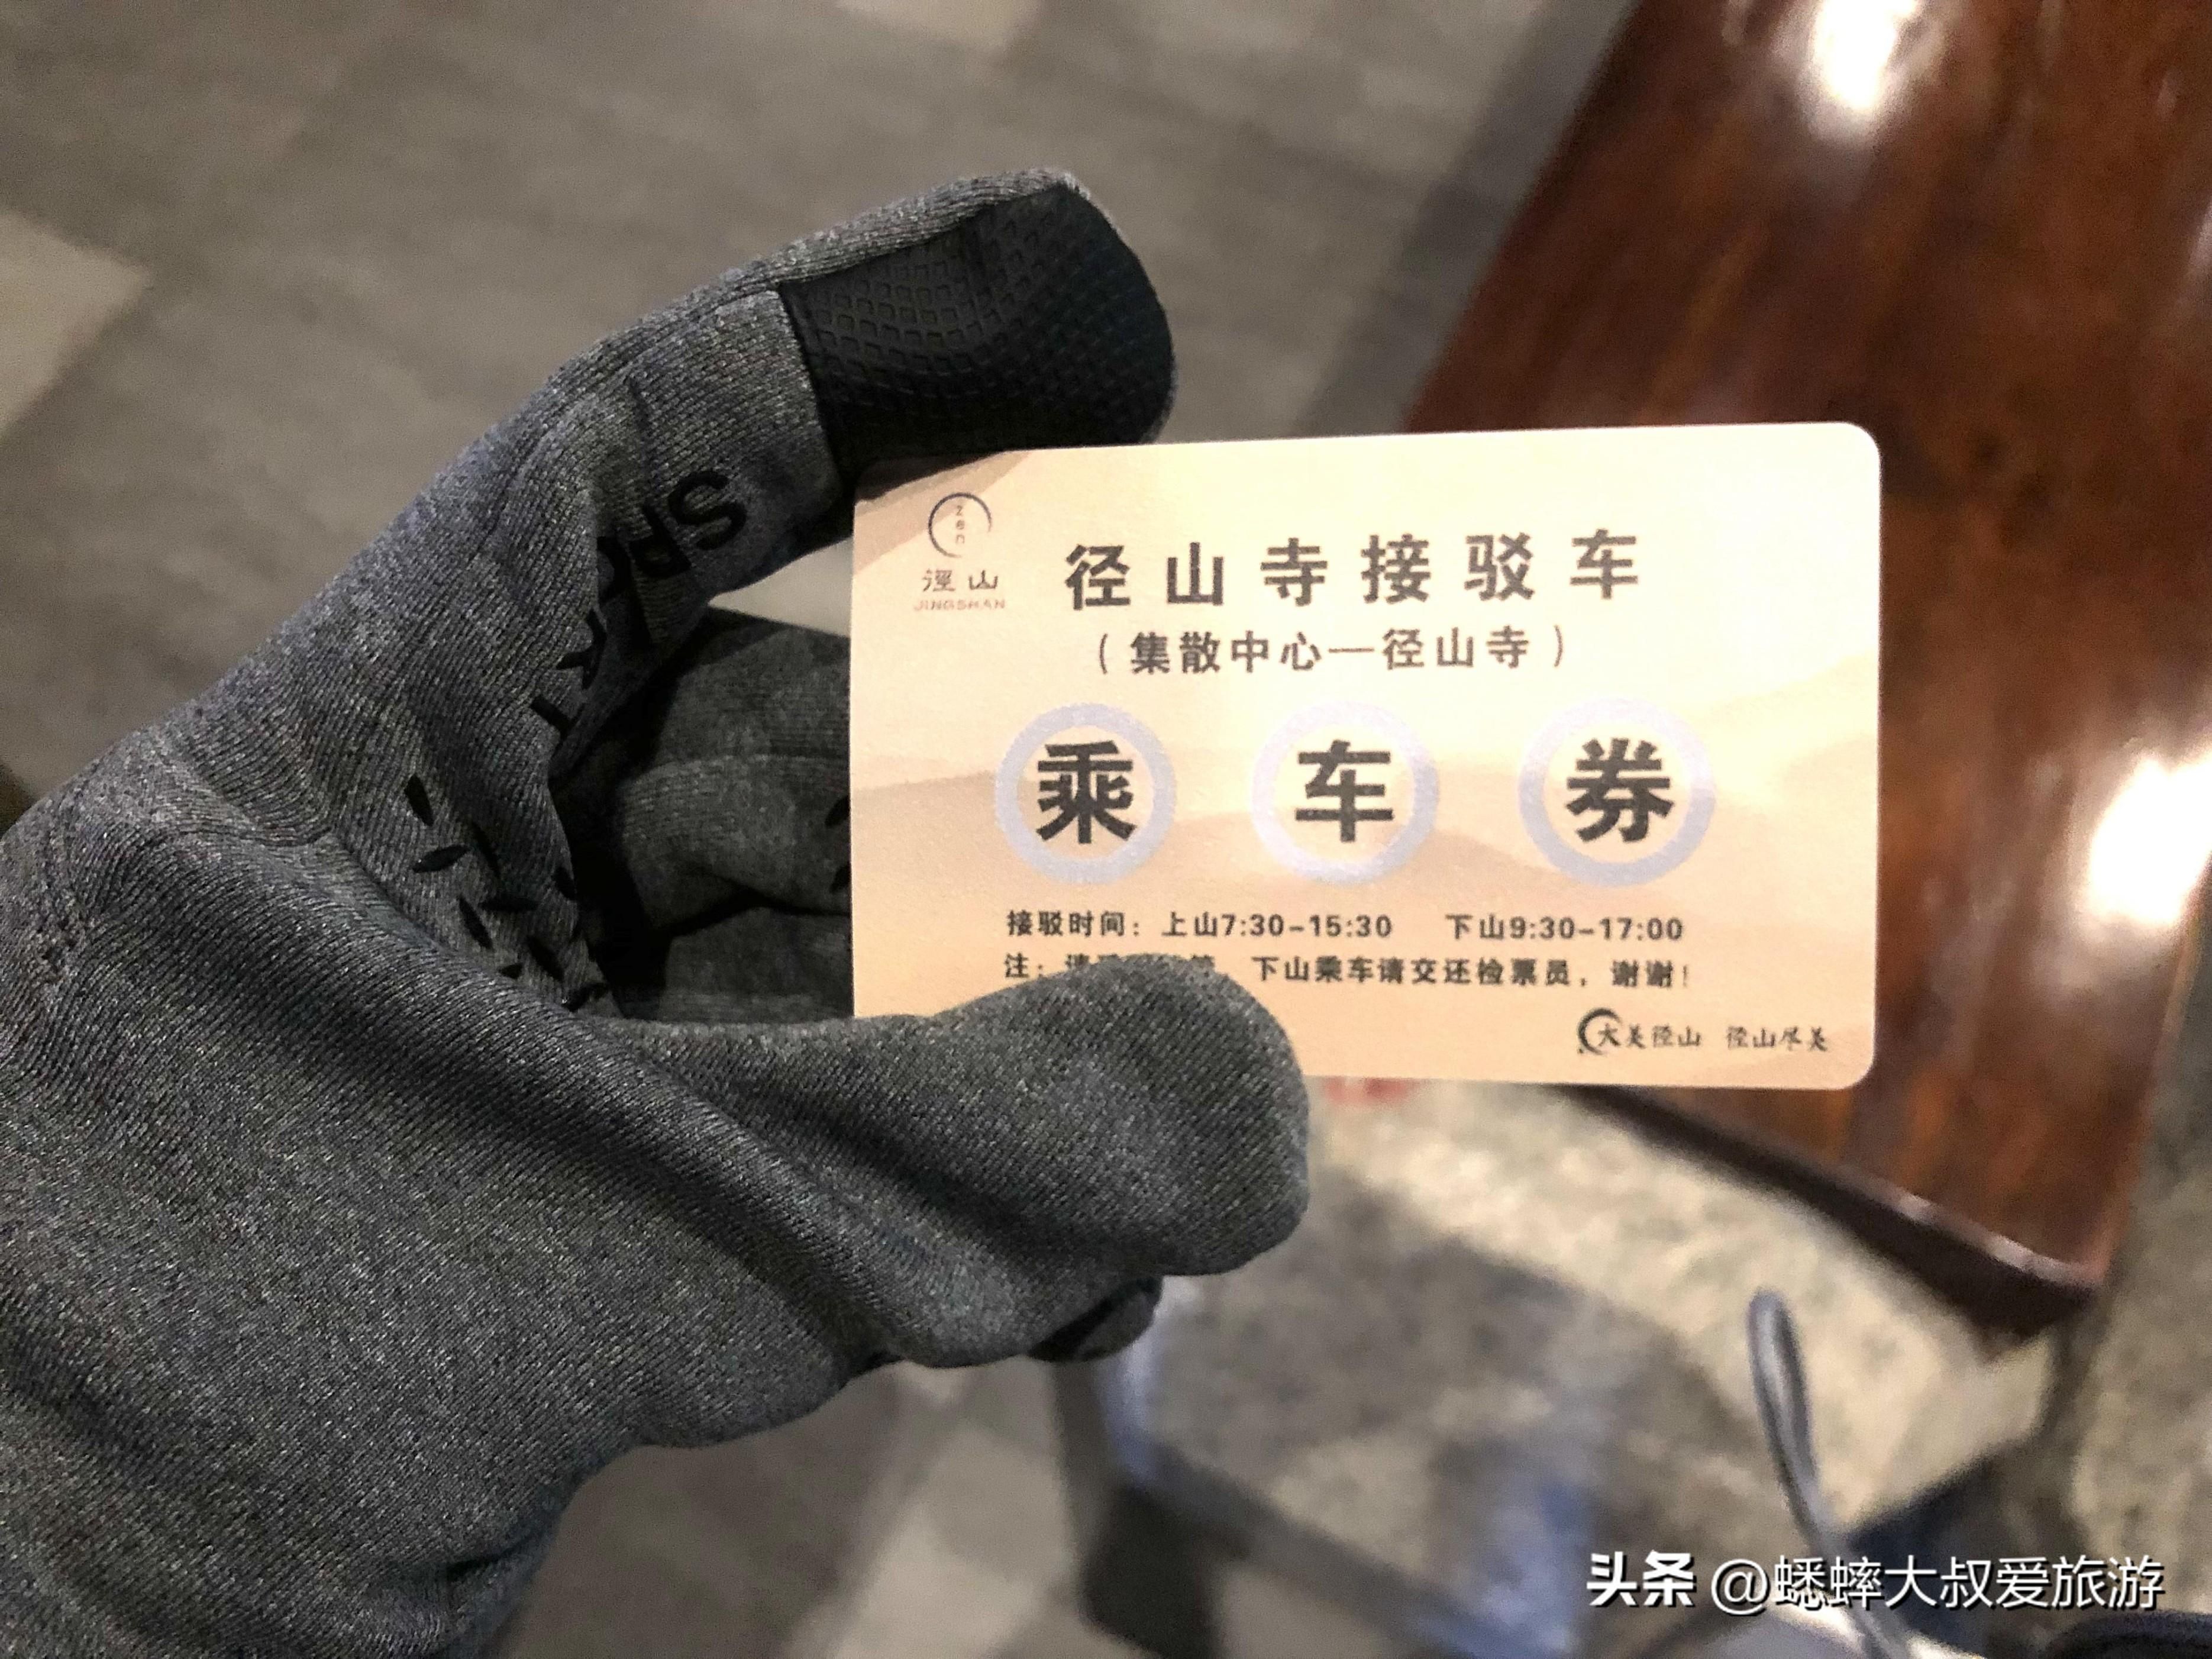 zen
徑山
JINGSHAN
径山寺接驳车
（集散中心—径山寺）
乘车券
接驳时间：上山7:30-15:30 下山9:30-17:00
注：请 下山乘车请交还检票员，谢谢！
大美径山 径山尽美
头条 @蟋蟀大叔爱旅游